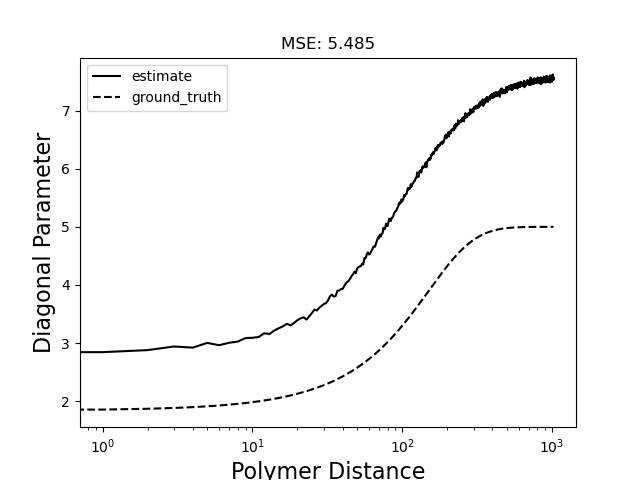 MSE: 5.485
estimate
ground_truth
Diagonal Parameter
7
6
5
4
3
2
10⁰
10¹
10²
10³
Polymer Distance